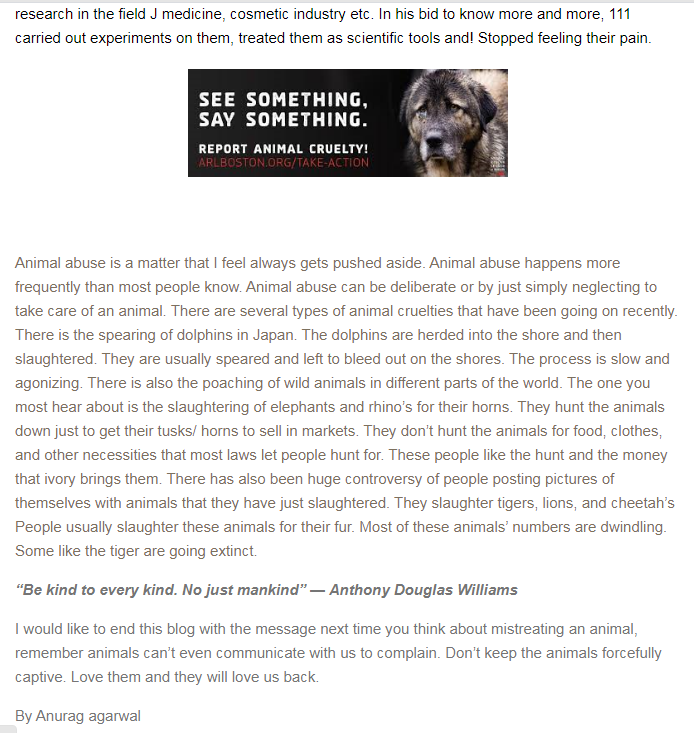 research in the field J medicine, cosmetic industry etc. In his bid to know more and more, 111
carried out experiments on them, treated them as scientific tools and! Stopped feeling their pain.
SEE SOMETHING,
SAY SOMETHING.
REPORT ANIMAL CRUELTY!
ARLBOSTON.ORG/TAKE-ACTION
Animal abuse is a matter that I feel always gets pushed aside. Animal abuse happens more
frequently than most people know. Animal abuse can be deliberate or by just simply neglecting to
take care of an animal. There are several types of animal cruelties that have been going on recently.
There is the spearing of dolphins in Japan. The dolphins are herded into the shore and then
slaughtered. They are usually speared and left to bleed out on the shores. The process is slow and
agonizing. There is also the poaching of wild animals in different parts of the world. The one you
most hear about is the slaughtering of elephants and rhino’s for their horns. They hunt the animals
down just to get their tusks/ horns to sell in markets. They don’t hunt the animals for food, clothes,
and other necessities that most laws let people hunt for. These people like the hunt and the money
that ivory brings them. There has also been huge controversy of people posting pictures of
themselves with animals that they have just slaughtered. They slaughter tigers, lions, and cheetah’s
People usually slaughter these animals for their fur. Most of these animals’ numbers are dwindling.
Some like the tiger are going extinct.
“Be kind to every kind. No just mankind” — Anthony Douglas Williams
I would like to end this blog with the message next time you think about mistreating an animal,
remember animals can’t even communicate with us to complain. Don’t keep the animals forcefully
captive. Love them and they will love us back.
By Anurag agarwal